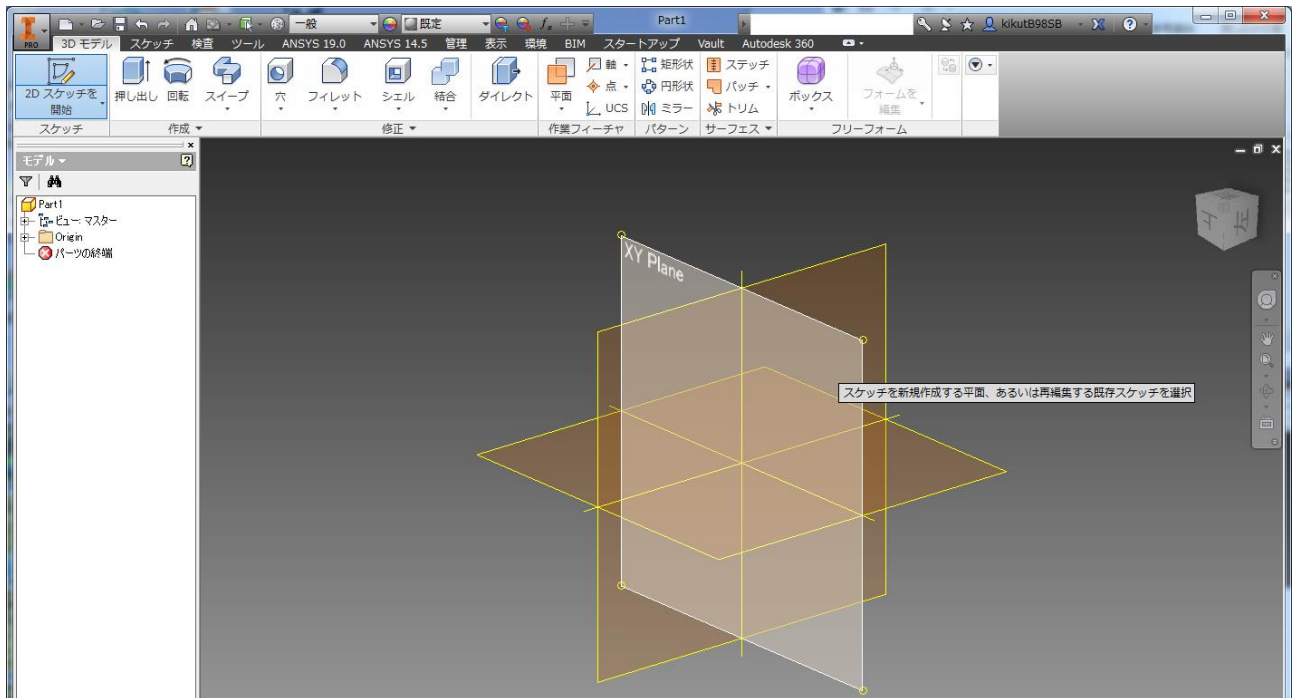 一般 既定 fx Part1 kikutB98SB
PRO 3D モデル スケッチ 検査 ツール ANSYS 19.0 ANSYS 14.5 管理 表示 環境 BIM スタートアップ Vault Autodesk 360
2D スケッチを開始 押し出し 回転 スイープ 穴 フィレット シェル 結合 ダイレクト 平面 軸 点 UCS 矩形状 円形状 ミラー ステッチ パッチ トリム ボックス フォームを編集
スケッチ 作成 修正 作業フィーチャ パターン サーフェス フリーフォーム
モデル
Part1
ビュー: マスター
Origin
パーツの終端
XY Plane
スケッチを新規作成する平面、あるいは再編集する既存スケッチを選択